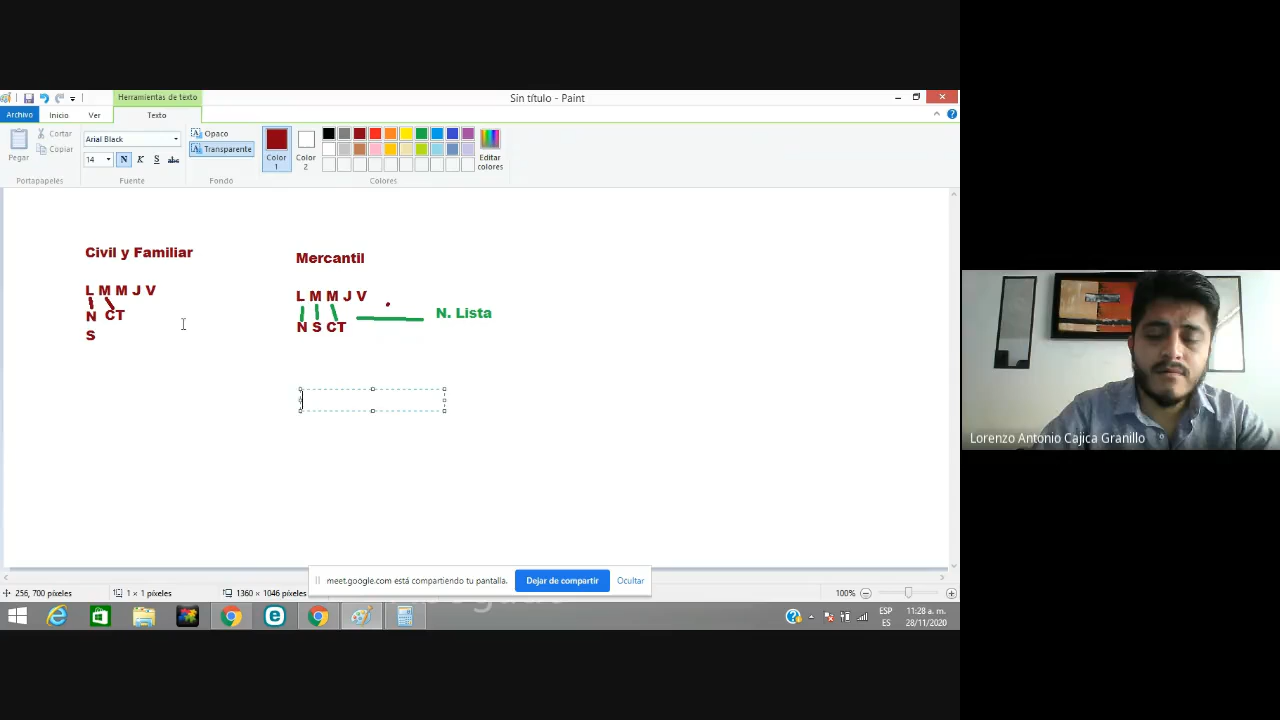 Herramientas de texto
Sin título - Paint
Archivo
Inicio
Ver
Texto
Pegar
Cortar
Copiar
Portapapeles
Arial Black
14
N K S abc
Fuente
Opaco
Transparente
Fondo
Color 1
Color 2
Editar colores
Colores
Civil y Familiar
L M M J V
N CT
S
Mercantil
L M M J V
N S CT
N. Lista
Lorenzo Antonio Cajica Granillo
meet.google.com está compartiendo tu pantalla.
Dejar de compartir
Ocultar
256, 700 píxeles
1 × 1 píxeles
1360 × 1046 píxeles
100%
ESP
ES
11:28 a. m.
28/11/2020